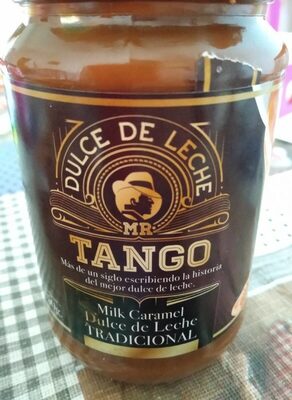 DULCE DE LECHE
MR
TANGO
Más de un siglo escribiendo la historia
del mejor dulce de leche.
Milk Caramel
Dulce de Leche
TRADICIONAL